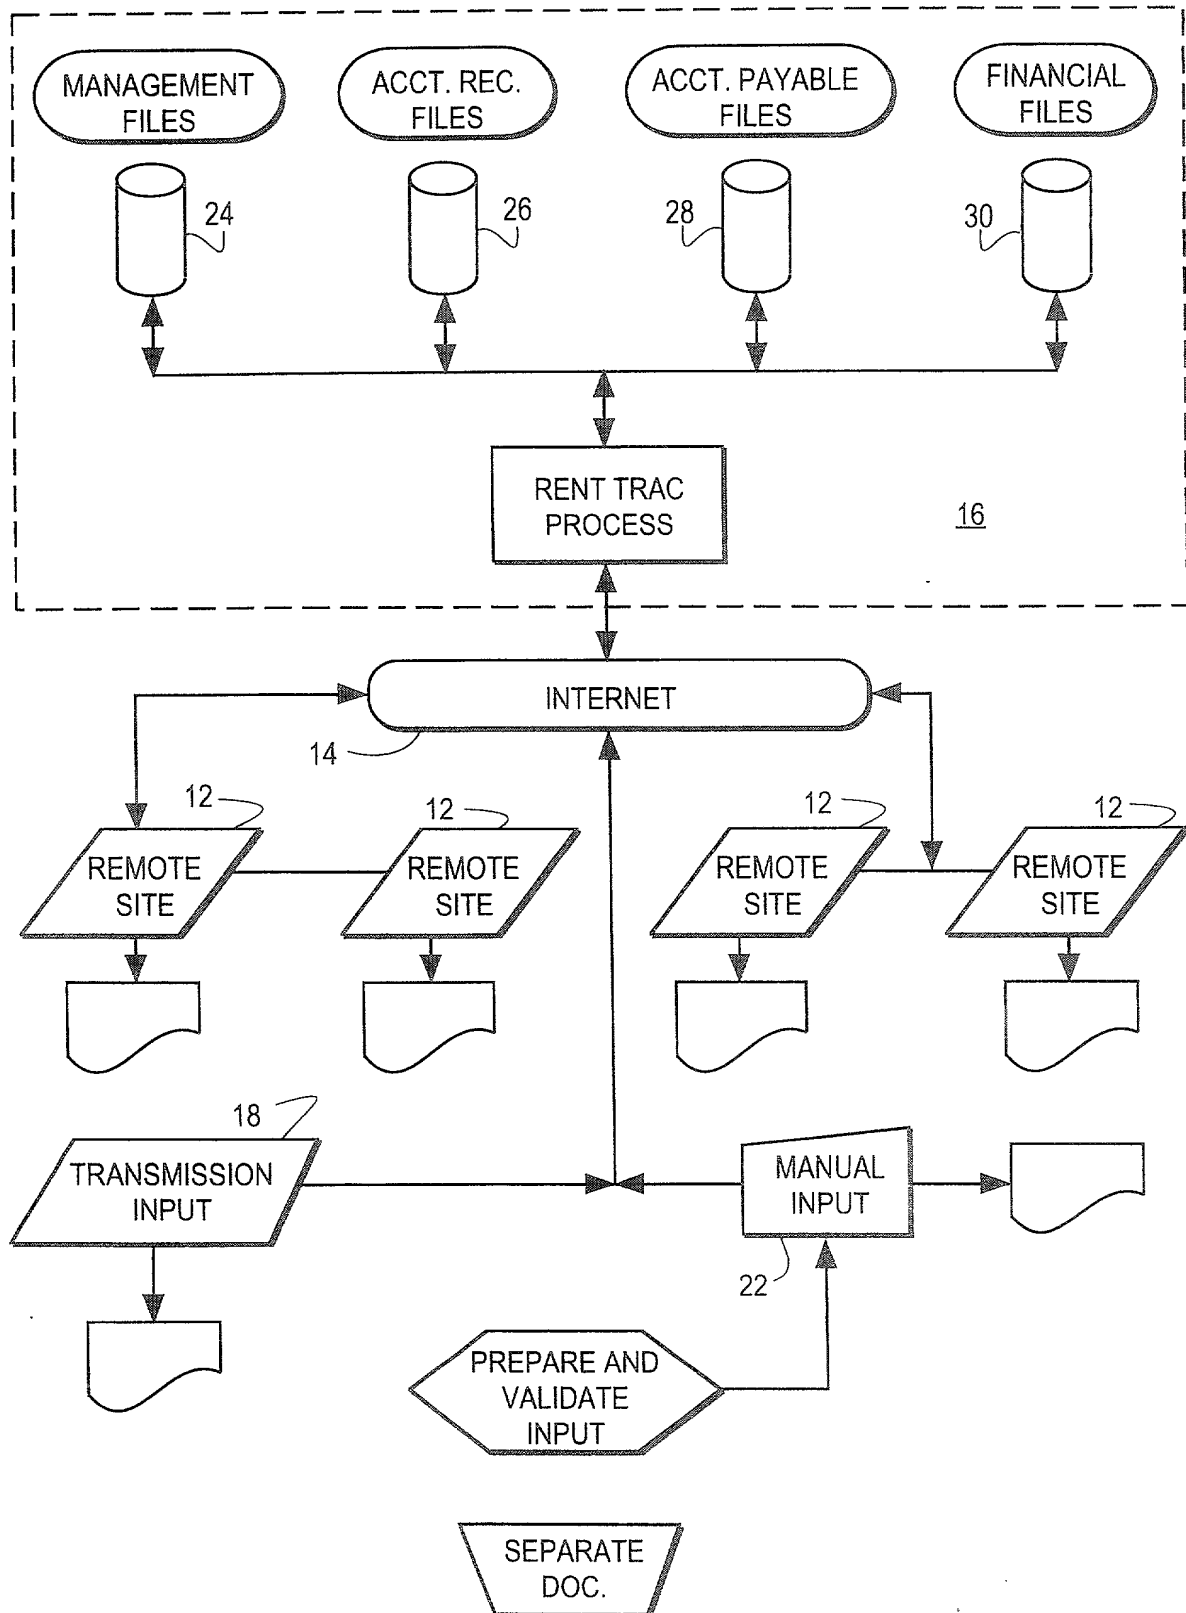 MANAGEMENT
FILES
ACCT. REC.
FILES
ACCT. PAYABLE
FILES
FINANCIAL
FILES
24
26
28
30
RENT TRAC
PROCESS
16
INTERNET
14
12
12
12
12
REMOTE
SITE
REMOTE
SITE
REMOTE
SITE
REMOTE
SITE
18
TRANSMISSION
INPUT
MANUAL
INPUT
22
PREPARE AND
VALIDATE
INPUT
SEPARATE
DOC.